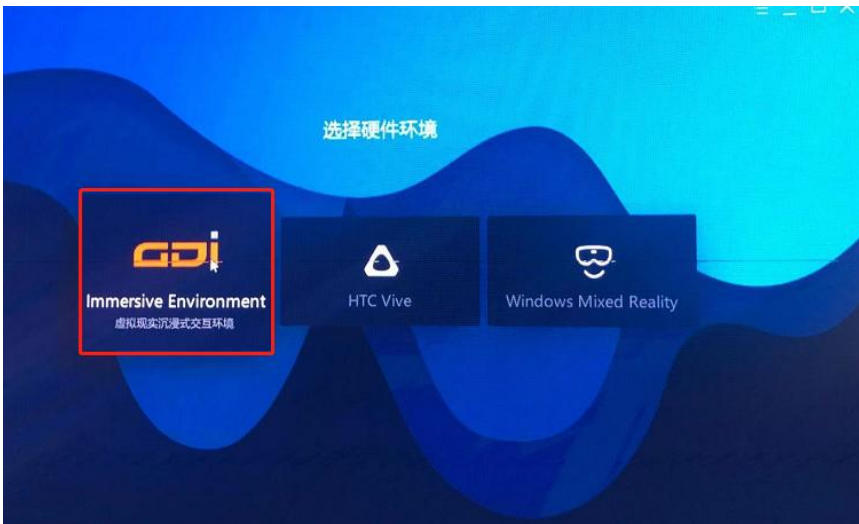 选择硬件环境
GDi
Immersive Environment
虚拟现实沉浸式交互环境
HTC Vive
Windows Mixed Reality